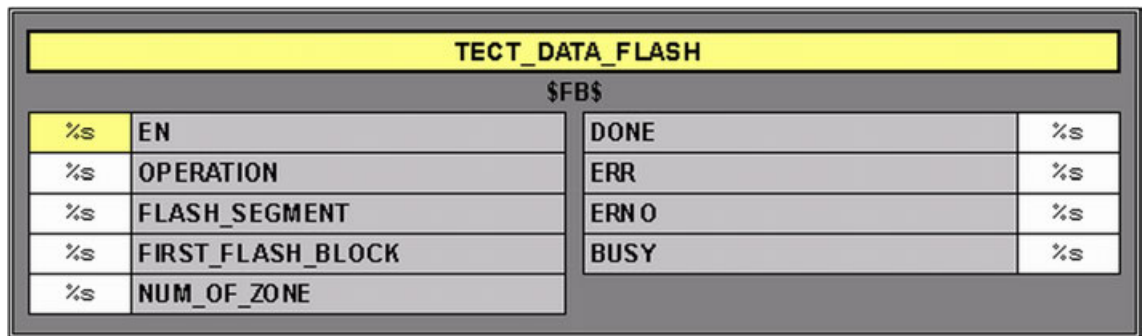 TECT_DATA_FLASH
$FB$
%s EN DONE %s
%s OPERATION ERR %s
%s FLASH_SEGMENT ERNO %s
%s FIRST_FLASH_BLOCK BUSY %s
%s NUM_OF_ZONE